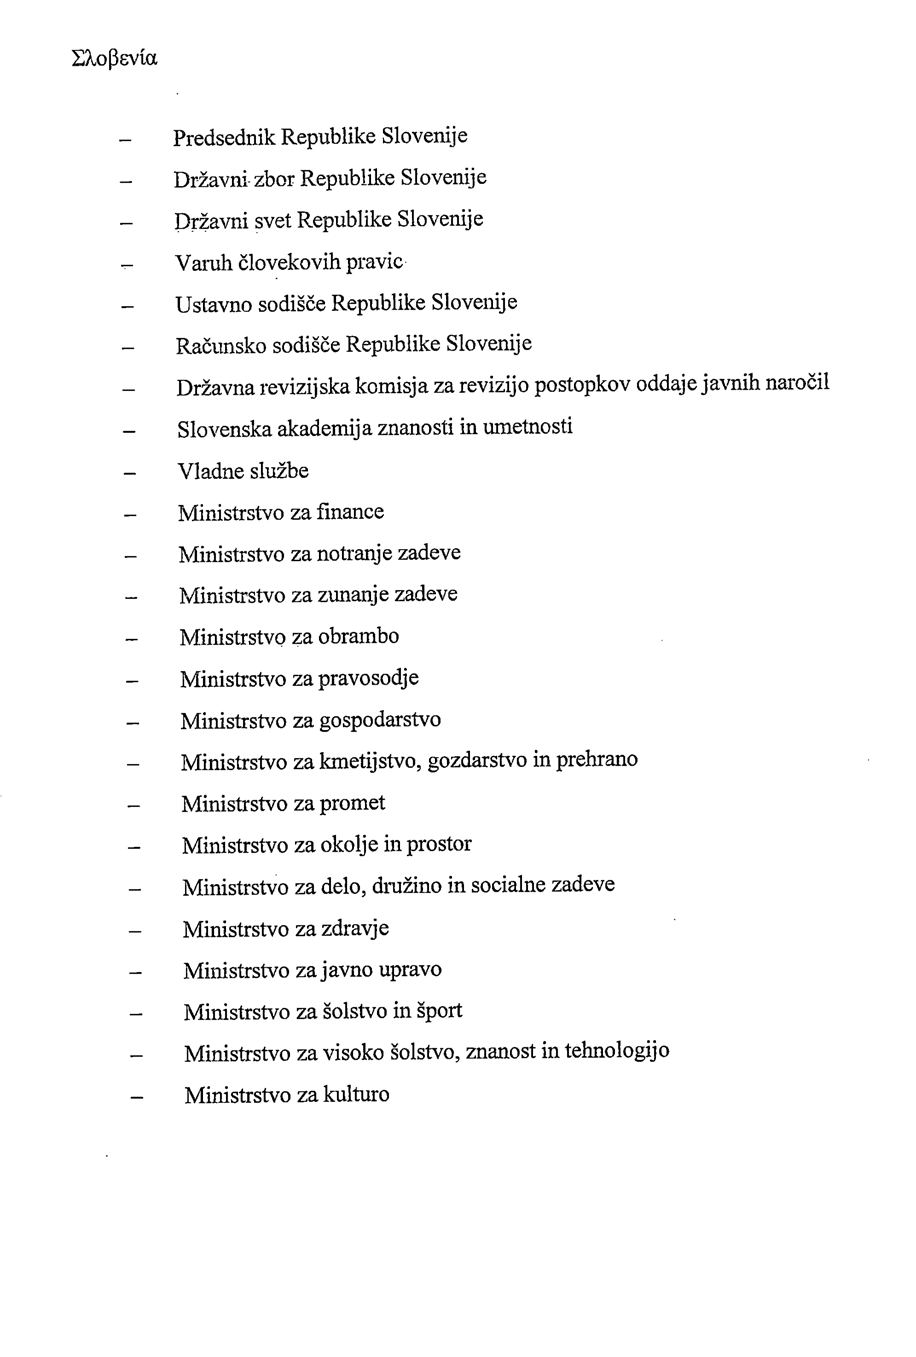 Σλοβενία
– Predsednik Republike Slovenije
– Državni zbor Republike Slovenije
– Državni svet Republike Slovenije
– Varuh človekovih pravic
– Ustavno sodišče Republike Slovenije
– Računsko sodišče Republike Slovenije
– Državna revizijska komisja za revizijo postopkov oddaje javnih naročil
– Slovenska akademija znanosti in umetnosti
– Vladne službe
– Ministrstvo za finance
– Ministrstvo za notranje zadeve
– Ministrstvo za zunanje zadeve
– Ministrstvo za obrambo
– Ministrstvo za pravosodje
– Ministrstvo za gospodarstvo
– Ministrstvo za kmetijstvo, gozdarstvo in prehrano
– Ministrstvo za promet
– Ministrstvo za okolje in prostor
– Ministrstvo za delo, družino in socialne zadeve
– Ministrstvo za zdravje
– Ministrstvo za javno upravo
– Ministrstvo za šolstvo in šport
– Ministrstvo za visoko šolstvo, znanost in tehnologijo
– Ministrstvo za kulturo